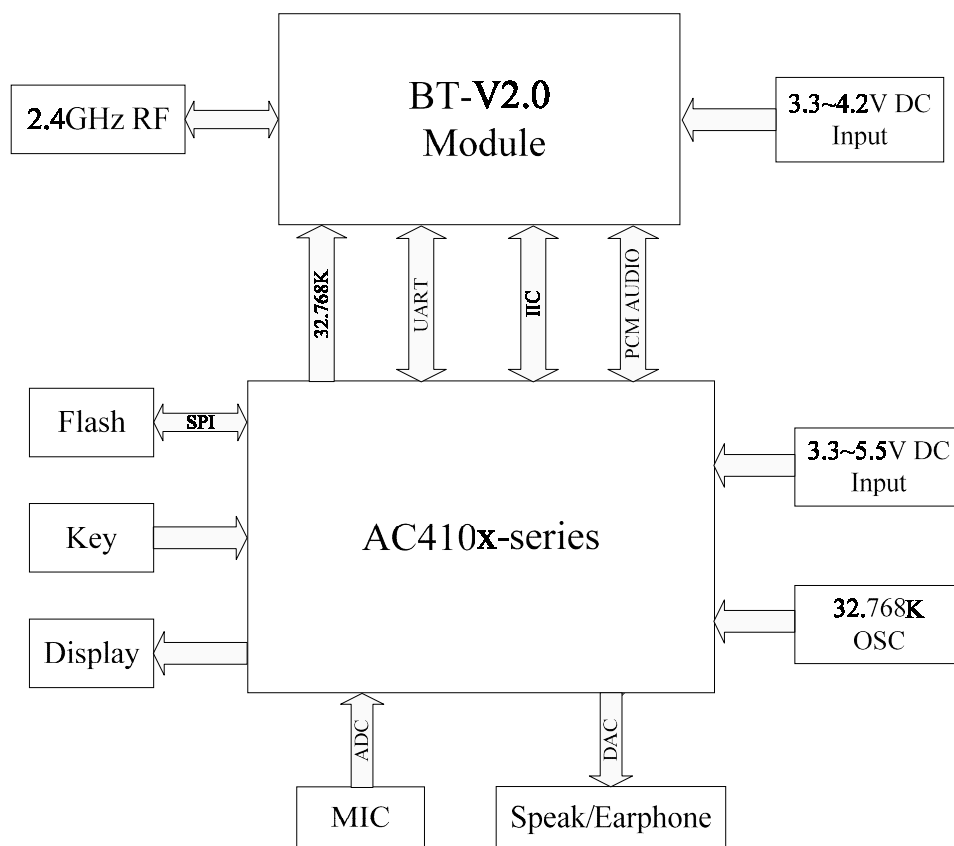 BT-V2.0
Module
2.4GHz RF
3.3~4.2V DC
Input
32.768K
UART
IIC
PCM AUDIO
Flash
SPI
3.3~5.5V DC
Input
Key
AC410x-series
32.768K
OSC
Display
ADC
DAC
MIC
Speak/Earphone